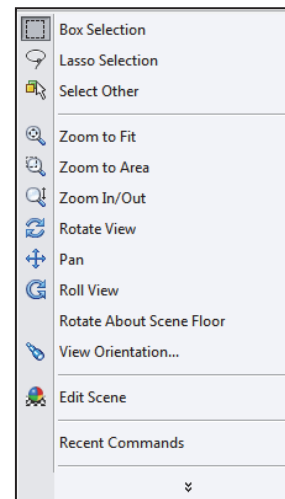 Box Selection
Lasso Selection
Select Other
Zoom to Fit
Zoom to Area
Zoom In/Out
Rotate View
Pan
Roll View
Rotate About Scene Floor
View Orientation...
Edit Scene
Recent Commands